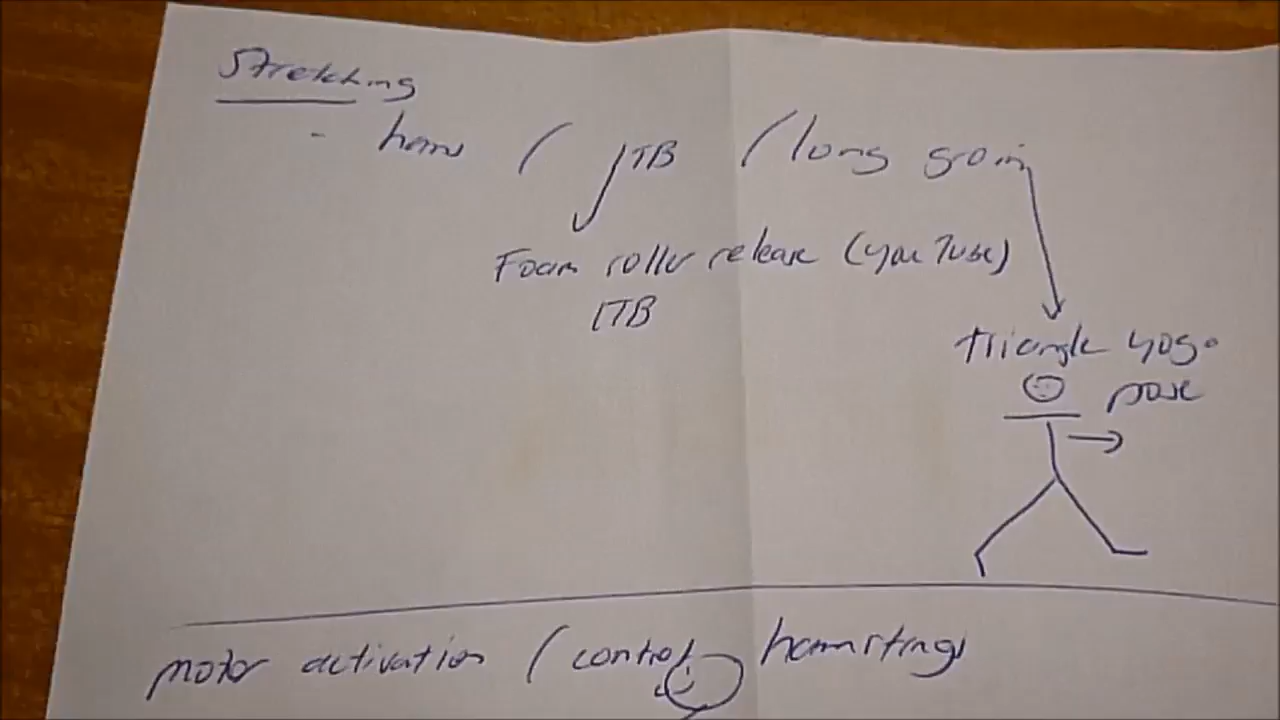 Stretching
- hams / ITB / long groin
Foam roller release (YouTube)
ITB
triangle yoga
pose
motor activation / control hamstrings